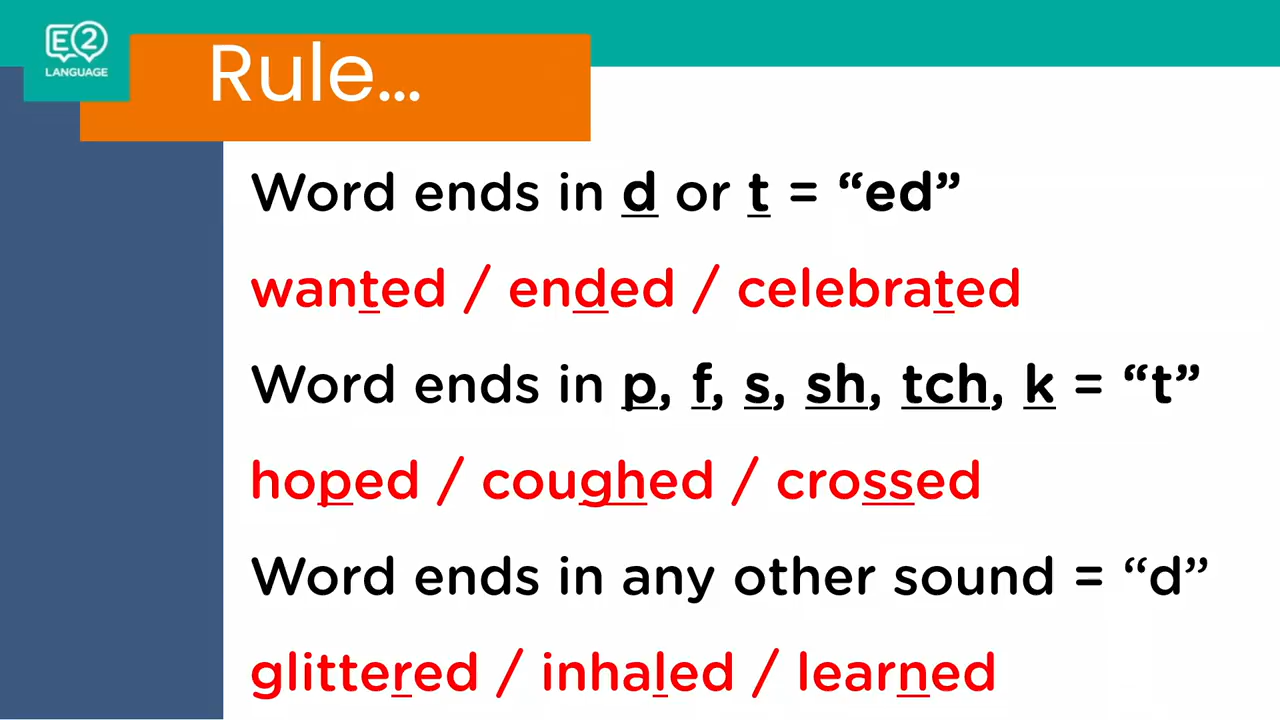 E2
LANGUAGE
Rule...
Word ends in d or t = “ed”
wanted / ended / celebrated
Word ends in p, f, s, sh, tch, k = “t”
hoped / coughed / crossed
Word ends in any other sound = “d”
glittered / inhaled / learned